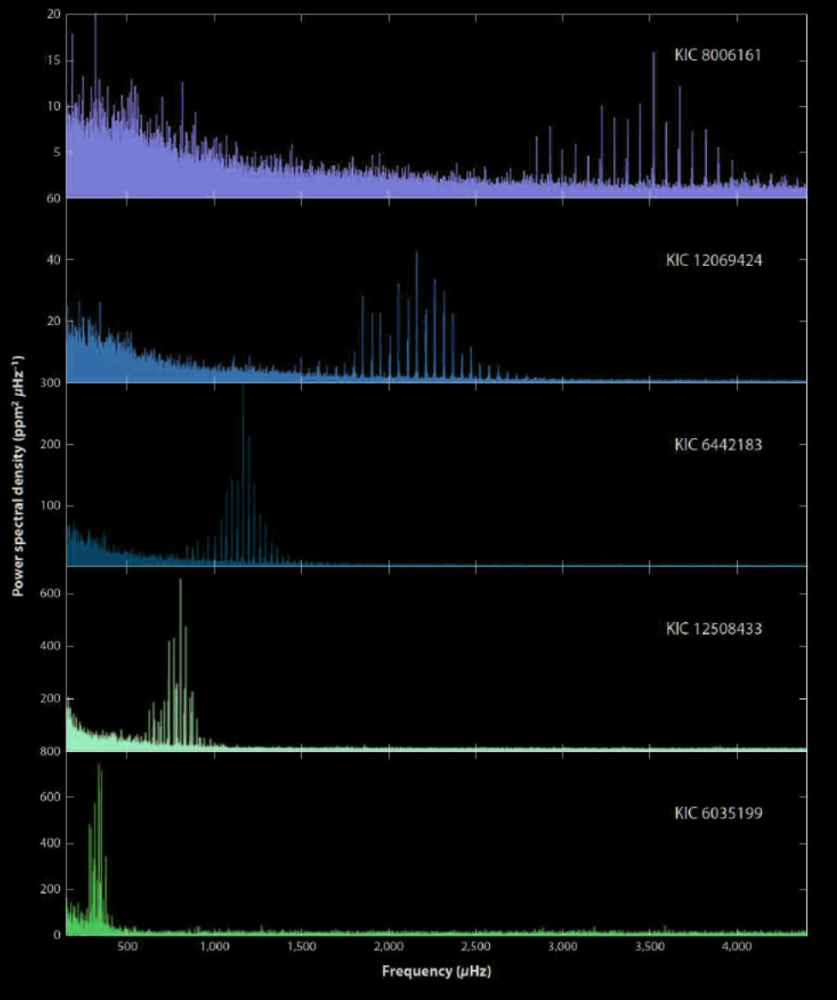 20
15
10
5
KIC 8006161
60
40
20
KIC 12069424
300
200
100
KIC 6442183
600
400
200
KIC 12508433
800
600
400
200
0
KIC 6035199
500 1,000 1,500 2,000 2,500 3,000 3,500 4,000
Frequency (μHz)
Power spectral density (ppm² μHz⁻¹)